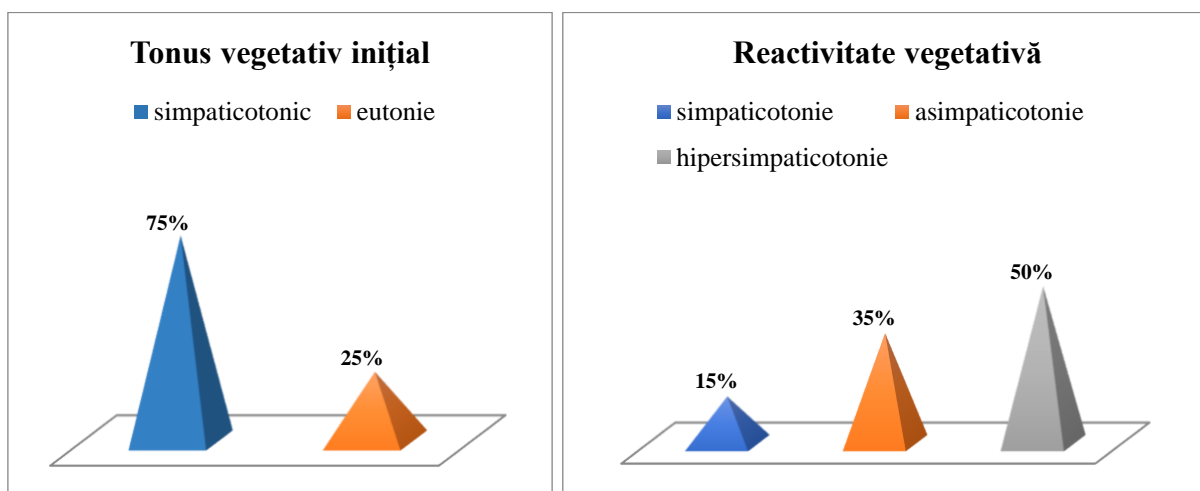 Tonus vegetativ inițial
simpaticotonic eutonie
75%
25%
Reactivitate vegetativă
simpaticotonie asimpaticotonie
hipersimpaticotonie
50%
35%
15%